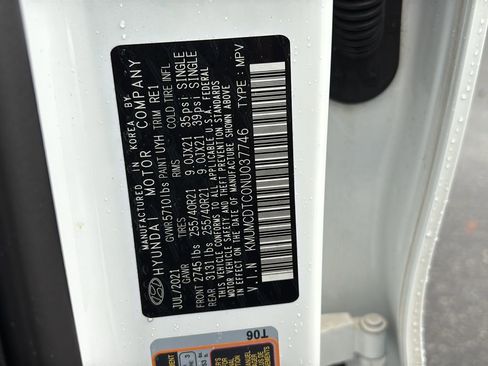 MANUFACTURED IN KOREA BY
HYUNDAI MOTOR COMPANY
JUL/2021 GVWR 5710lbs PAINT UYH TRIM RE1
GAWR TIRES RMS COLD TIRE INFL.
FRONT 2745lbs 255/40R21 9.0JX21 35psi SINGLE
REAR 3131lbs 255/40R21 9.0JX21 39psi SINGLE
THIS VEHICLE CONFORMS TO ALL APPLICABLE U.S.A. FEDERAL
MOTOR VEHICLE SAFETY AND THEFT PREVENTION STANDARDS
IN EFFECT ON THE DATE OF MANUFACTURE SHOWN ABOVE.
V.I.N : KMUMCDTC0NU037746 TYPE : MPV
T06